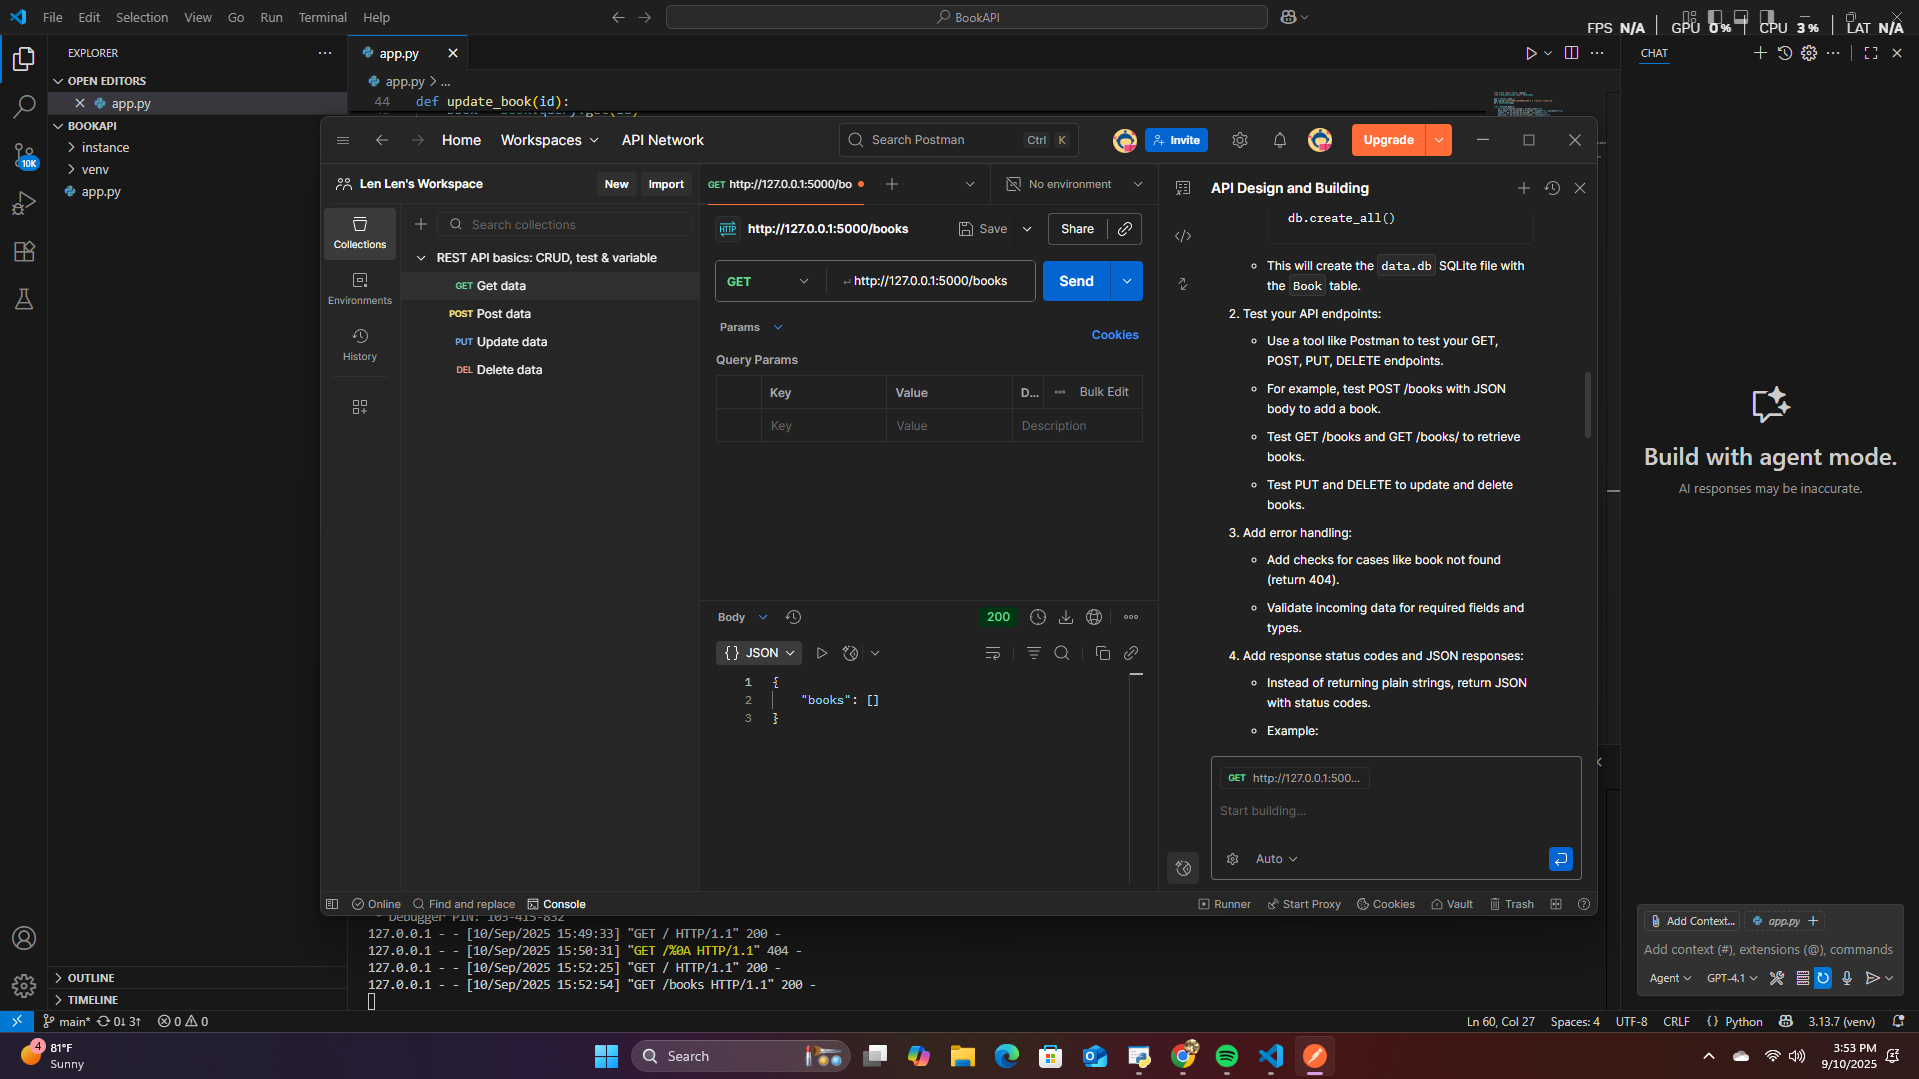 File Edit Selection View Go Run Terminal Help
BookAPI
FPS N/A GPU 0% CPU 3% LAT N/A
EXPLORER
OPEN EDITORS
app.py
BOOKAPI
instance
venv
app.py
10K
OUTLINE
TIMELINE
app.py
app.py > ...
44 def update_book(id):
Home Workspaces API Network
Search Postman Ctrl K
Invite
Upgrade
Len Len's Workspace New Import
Collections
Environments
History
Search collections
REST API basics: CRUD, test & variable
GET Get data
POST Post data
PUT Update data
DEL Delete data
GET http://127.0.0.1:5000/bo
No environment
HTTP http://127.0.0.1:5000/books Save Share
GET http://127.0.0.1:5000/books Send
Params Cookies
Query Params
Key Value D... Bulk Edit
Key Value Description
Body 200
{} JSON
1 {
2 "books": []
3 }
API Design and Building
db.create_all()
This will create the data.db SQLite file with
the Book table.
2. Test your API endpoints:
Use a tool like Postman to test your GET,
POST, PUT, DELETE endpoints.
For example, test POST /books with JSON
body to add a book.
Test GET /books and GET /books/ to retrieve
books.
Test PUT and DELETE to update and delete
books.
3. Add error handling:
Add checks for cases like book not found
(return 404).
Validate incoming data for required fields and
types.
4. Add response status codes and JSON responses:
Instead of returning plain strings, return JSON
with status codes.
Example:
GET http://127.0.0.1:500...
Start building...
Auto
Online Find and replace Console
Runner Start Proxy Cookies Vault Trash
* Debugger PIN: 103-415-832
127.0.0.1 - - [10/Sep/2025 15:49:33] "GET / HTTP/1.1" 200 -
127.0.0.1 - - [10/Sep/2025 15:50:31] "GET /%0A HTTP/1.1" 404 -
127.0.0.1 - - [10/Sep/2025 15:52:25] "GET / HTTP/1.1" 200 -
127.0.0.1 - - [10/Sep/2025 15:52:54] "GET /books HTTP/1.1" 200 -
CHAT
Build with agent mode.
AI responses may be inaccurate.
Add Context... app.py
Add context (#), extensions (@), commands
Agent GPT-4.1
main* 0↓ 3↑ 0 0
Ln 60, Col 27 Spaces: 4 UTF-8 CRLF {} Python 3.13.7 (venv)
4
81°F
Sunny
Search
3:53 PM
9/10/2025